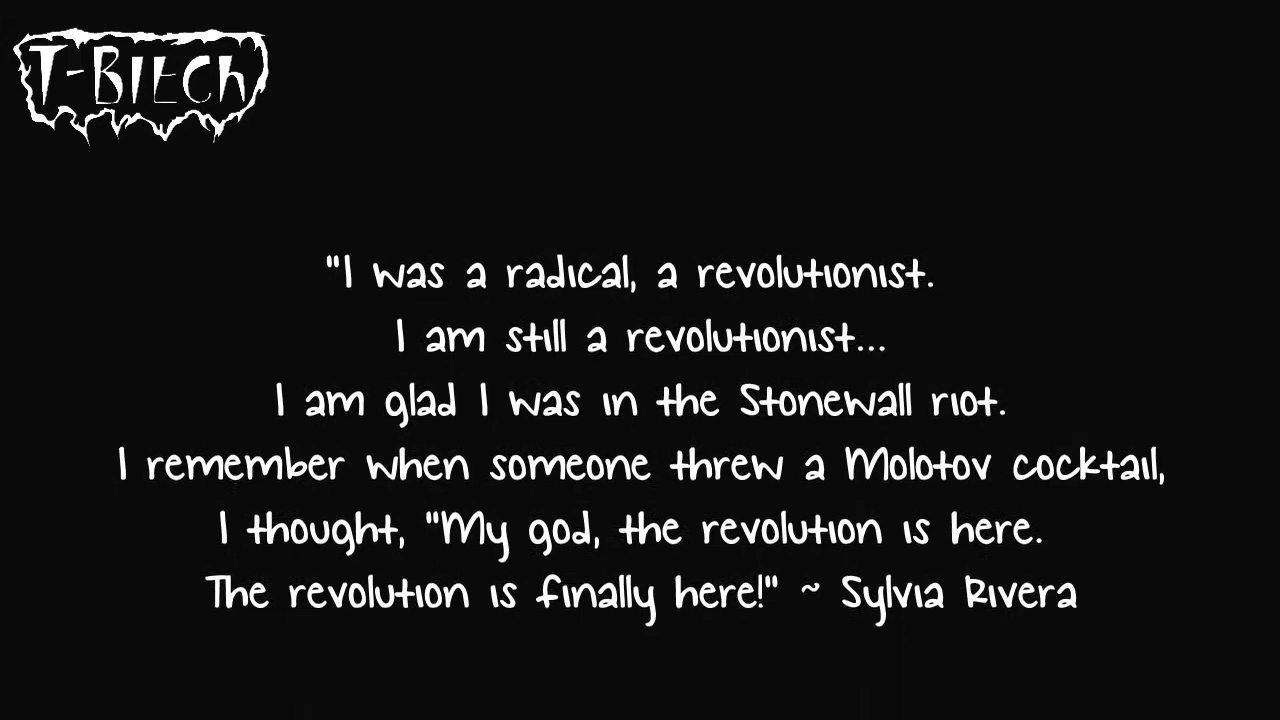 T-BIECh
"I was a radical, a revolutionist.
I am still a revolutionist...
I am glad I was in the Stonewall riot.
I remember when someone threw a Molotov cocktail,
I thought, "My god, the revolution is here.
The revolution is finally here!" ~ Sylvia Rivera